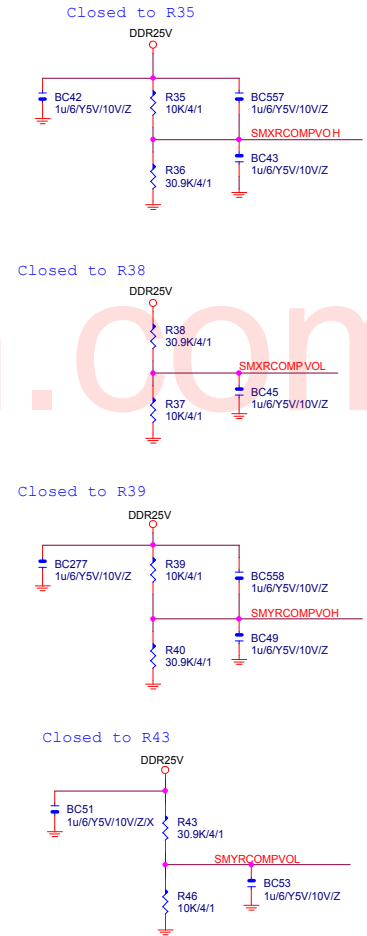 Closed to R35
DDR25V
BC42
1u/6/Y5V/10V/Z
R35
10K/4/1
BC557
1u/6/Y5V/10V/Z
SMXRCOMPVOH
R36
30.9K/4/1
BC43
1u/6/Y5V/10V/Z
Closed to R38
DDR25V
R38
30.9K/4/1
SMXRCOMPVOL
R37
10K/4/1
BC45
1u/6/Y5V/10V/Z
n.com
Closed to R39
DDR25V
BC277
1u/6/Y5V/10V/Z
R39
10K/4/1
BC558
1u/6/Y5V/10V/Z
SMYRCOMPVOH
R40
30.9K/4/1
BC49
1u/6/Y5V/10V/Z
Closed to R43
DDR25V
BC51
1u/6/Y5V/10V/Z/X
R43
30.9K/4/1
SMYRCOMPVOL
R46
10K/4/1
BC53
1u/6/Y5V/10V/Z